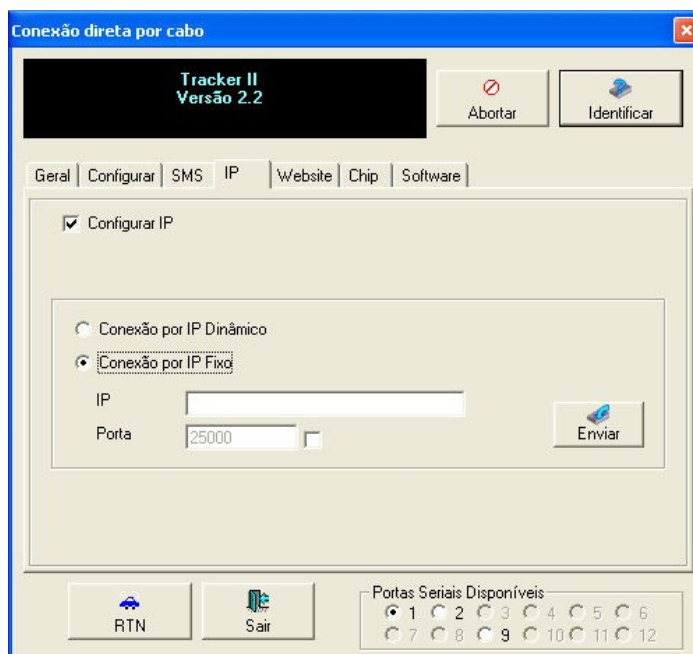 Conexão direta por cabo
Tracker II
Versão 2.2
Abortar
Identificar
Geral Configurar SMS IP Website Chip Software
Configurar IP
Conexão por IP Dinâmico
Conexão por IP Fixo
IP
Porta 25000
Enviar
RTN
Sair
Portas Seriais Disponíveis
1 2 3 4 5 6
7 8 9 10 11 12